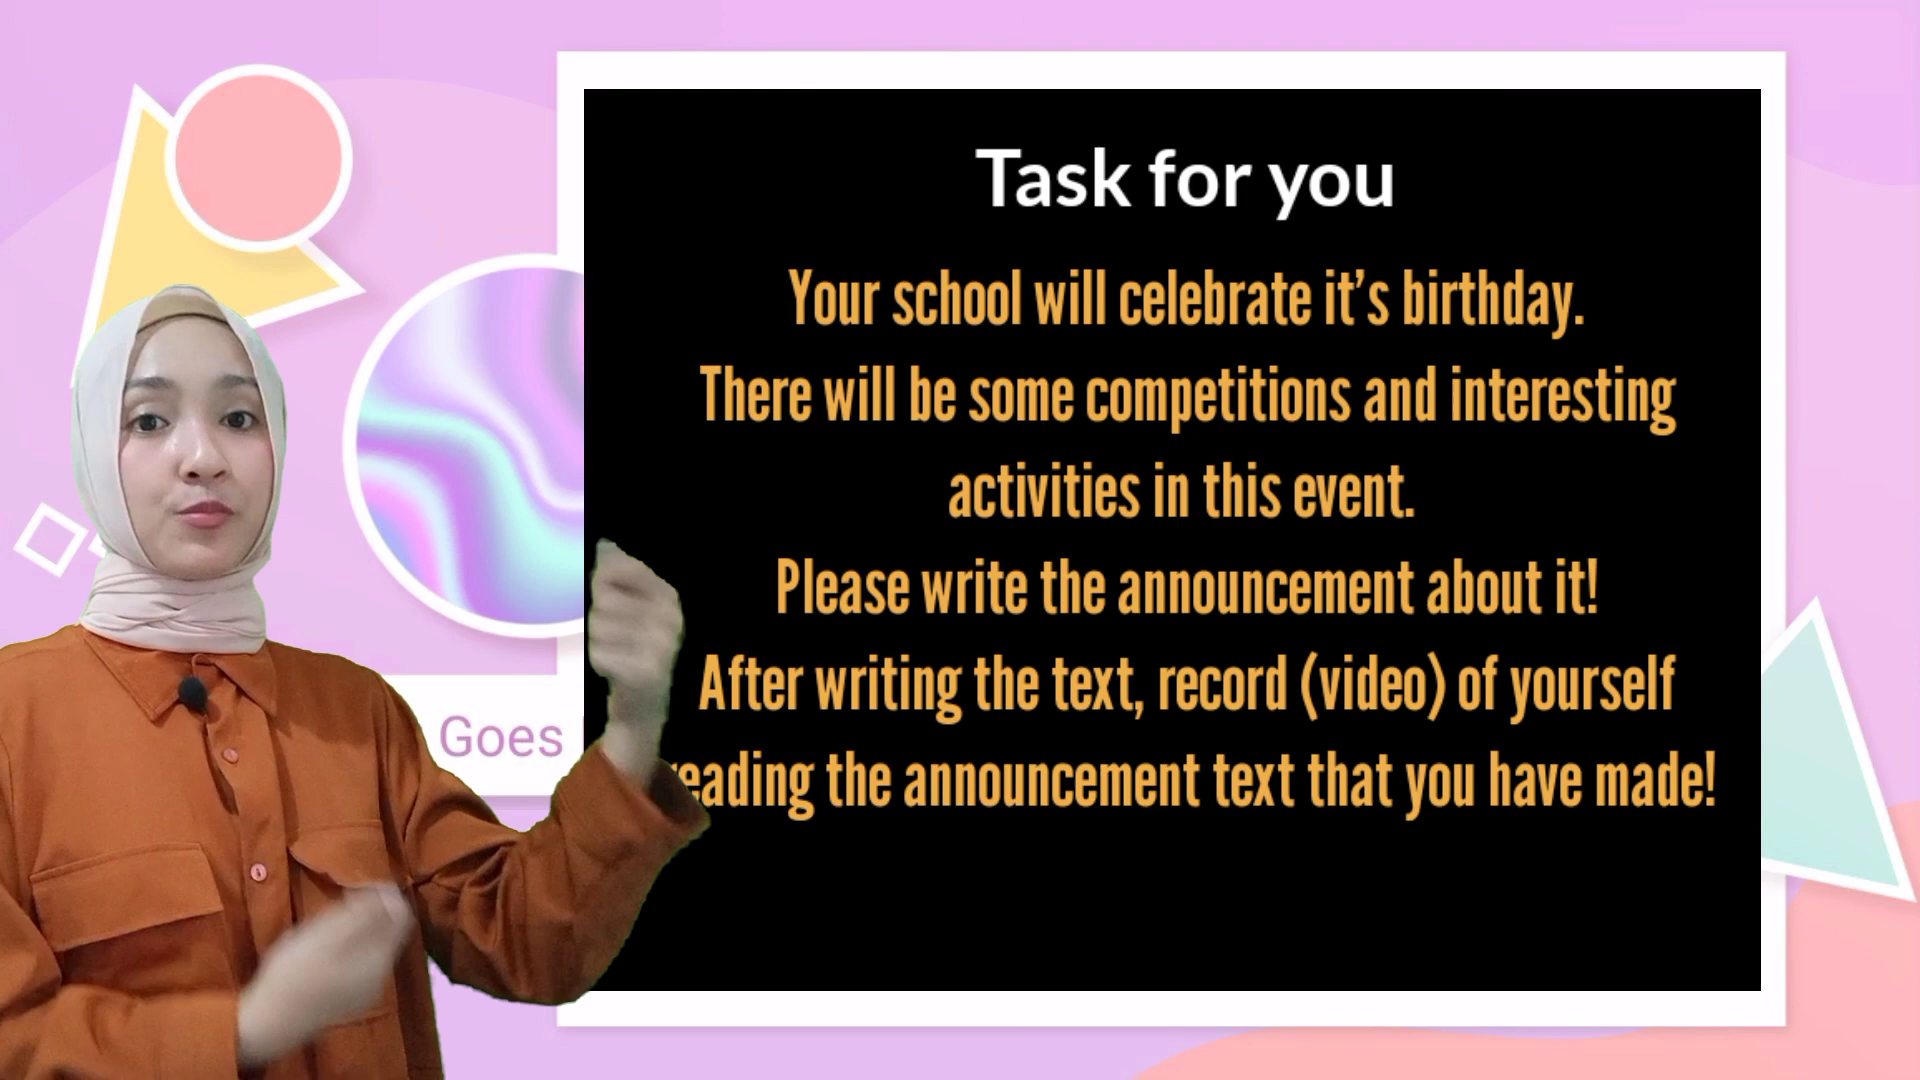 Task for you
Your school will celebrate it's birthday.
There will be some competitions and interesting
activities in this event.
Please write the announcement about it!
After writing the text, record (video) of yourself
reading the announcement text that you have made!
Goes